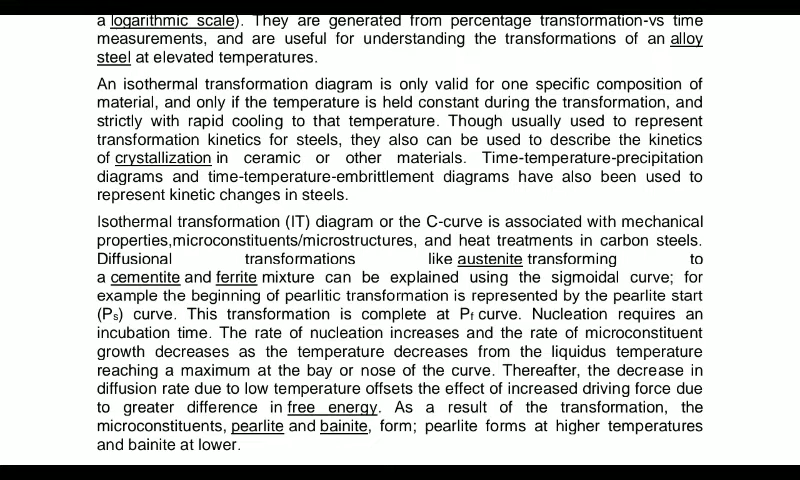 a logarithmic scale). They are generated from percentage transformation-vs time
measurements, and are useful for understanding the transformations of an alloy
steel at elevated temperatures.
An isothermal transformation diagram is only valid for one specific composition of
material, and only if the temperature is held constant during the transformation, and
strictly with rapid cooling to that temperature. Though usually used to represent
transformation kinetics for steels, they also can be used to describe the kinetics
of crystallization in ceramic or other materials. Time-temperature-precipitation
diagrams and time-temperature-embrittlement diagrams have also been used to
represent kinetic changes in steels.
Isothermal transformation (IT) diagram or the C-curve is associated with mechanical
properties,microconstituents/microstructures, and heat treatments in carbon steels.
Diffusional transformations like austenite transforming to
a cementite and ferrite mixture can be explained using the sigmoidal curve; for
example the beginning of pearlitic transformation is represented by the pearlite start
(Ps) curve. This transformation is complete at Pf curve. Nucleation requires an
incubation time. The rate of nucleation increases and the rate of microconstituent
growth decreases as the temperature decreases from the liquidus temperature
reaching a maximum at the bay or nose of the curve. Thereafter, the decrease in
diffusion rate due to low temperature offsets the effect of increased driving force due
to greater difference in free energy. As a result of the transformation, the
microconstituents, pearlite and bainite, form; pearlite forms at higher temperatures
and bainite at lower.